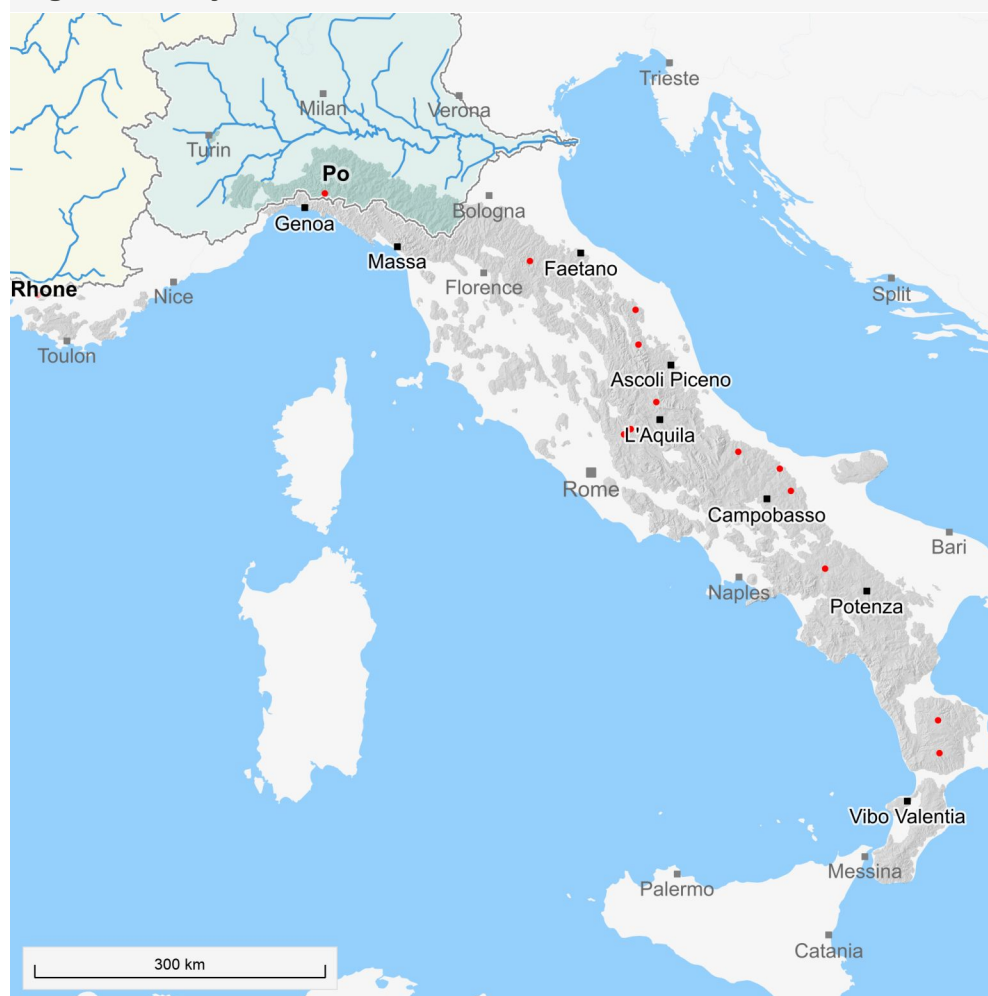 Trieste
Milan
Verona
Turin
Po
Bologna
Genoa
Massa
Faetano
Florence
Rhone
Nice
Split
Toulon
Ascoli Piceno
L'Aquila
Rome
Campobasso
Bari
Naples
Potenza
Vibo Valentia
Messina
Palermo
Catania
300 km